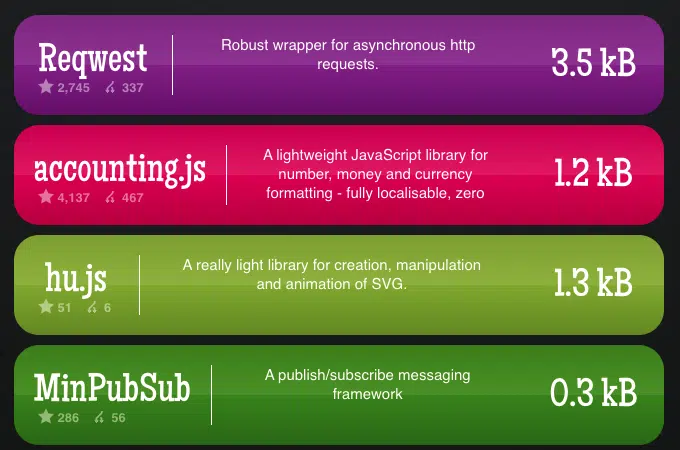 Reqwest
2,745 337
Robust wrapper for asynchronous http
requests.
3.5 kB
accounting.js
4,137 467
A lightweight JavaScript library for
number, money and currency
formatting - fully localisable, zero
1.2 kB
hu.js
51 6
A really light library for creation, manipulation
and animation of SVG.
1.3 kB
MinPubSub
286 56
A publish/subscribe messaging
framework
0.3 kB